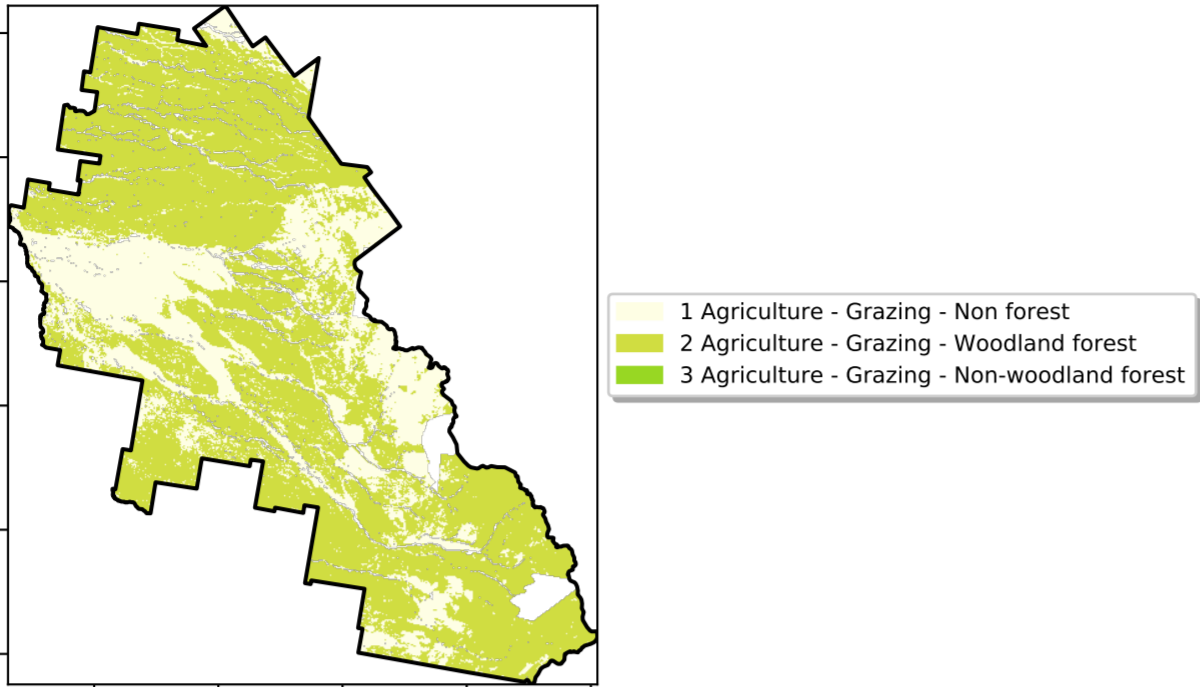 1 Agriculture - Grazing - Non forest
2 Agriculture - Grazing - Woodland forest
3 Agriculture - Grazing - Non-woodland forest